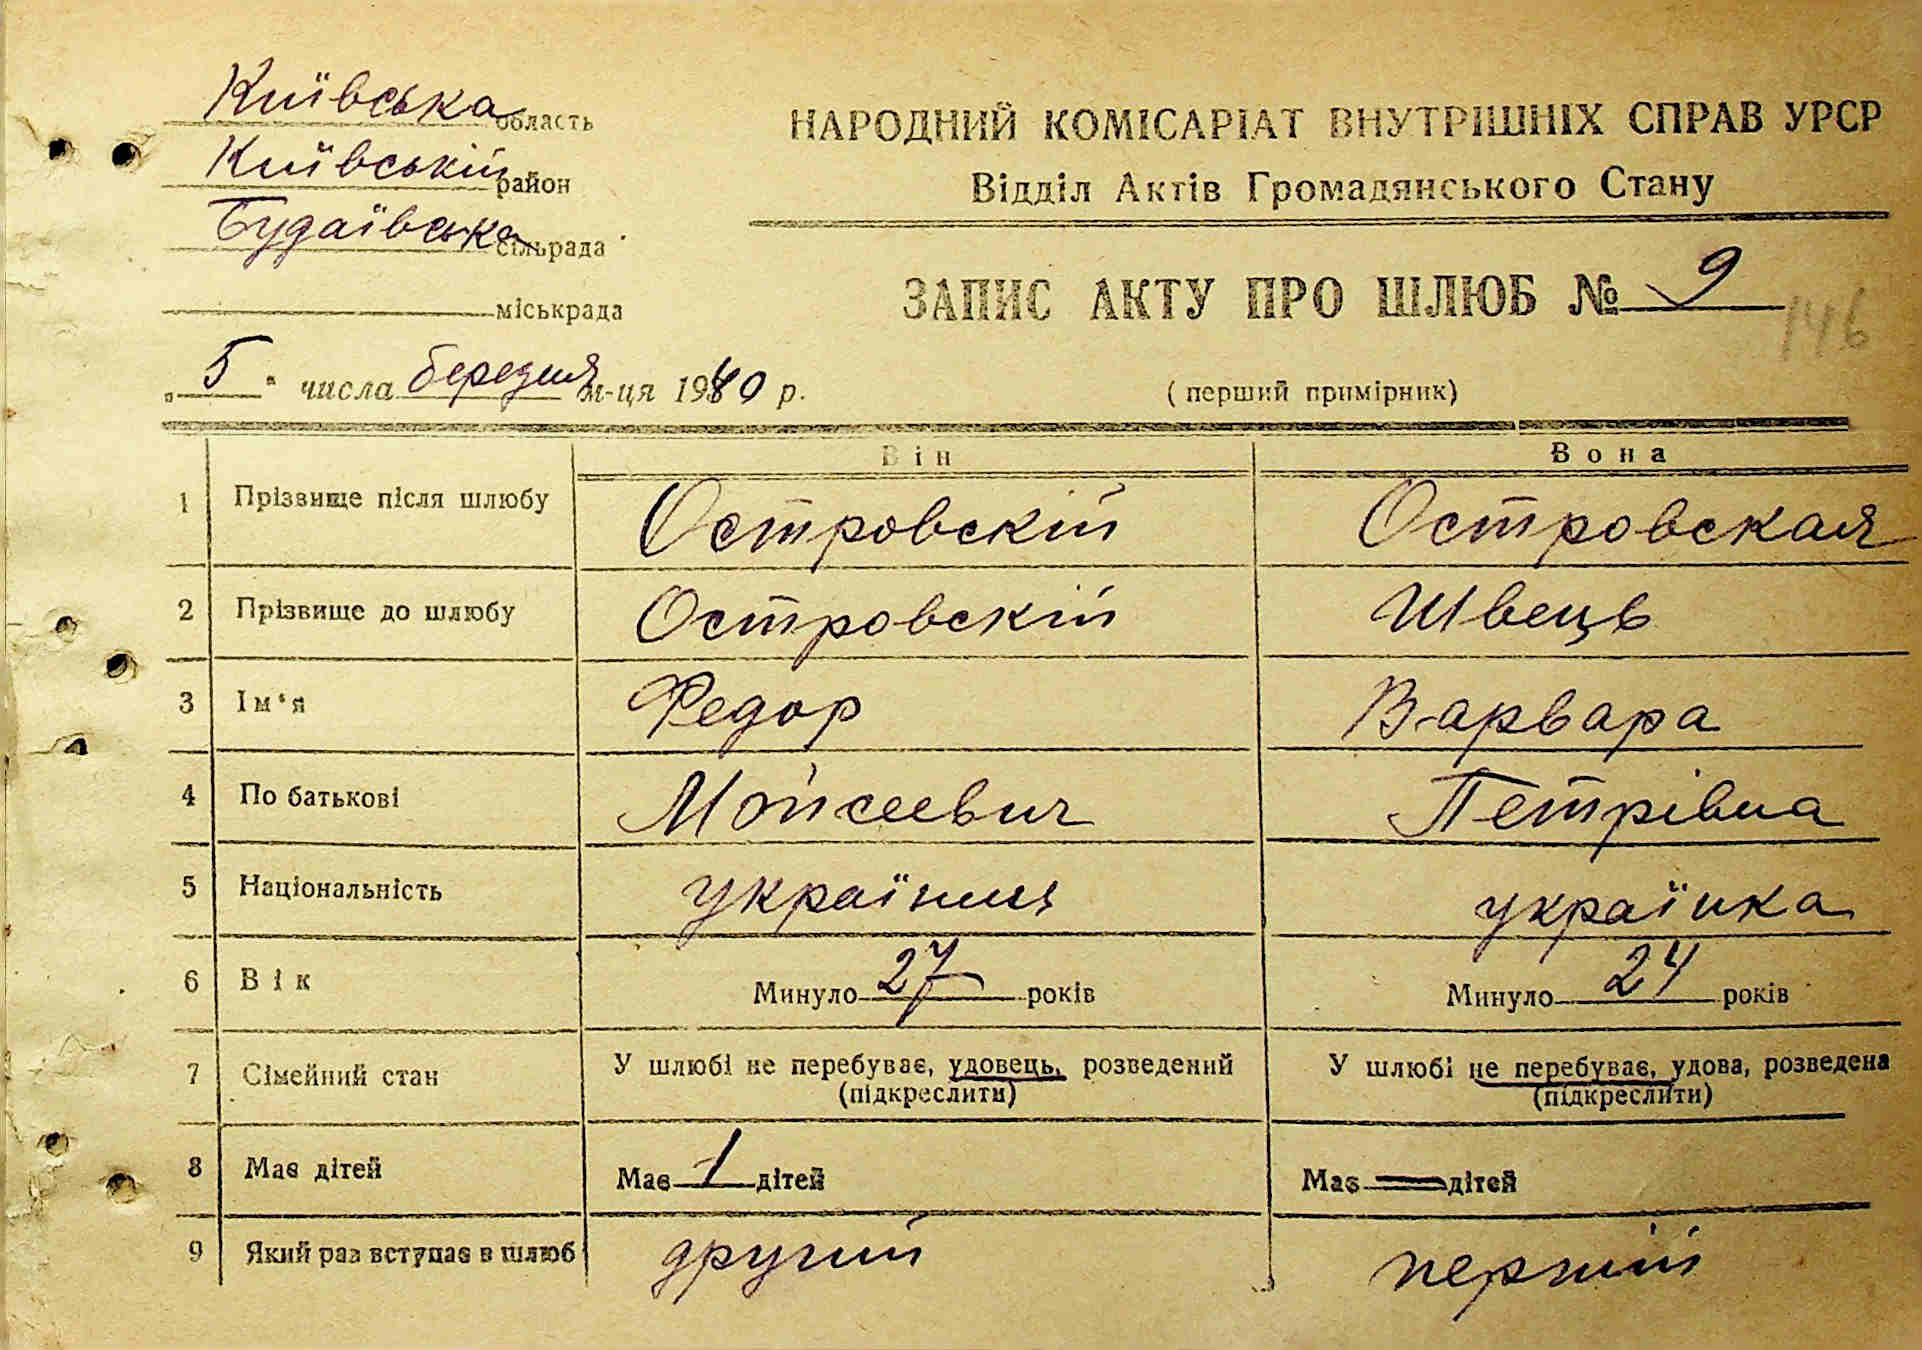 Київська область
Київській район
Будаївська сільрада
міськрада
НАРОДНИЙ КОМІСАРІАТ ВНУТРІШНІХ СПРАВ УРСР
Відділ Актів Громадянського Стану
ЗАПИС АКТУ ПРО ШЛЮБ № 9
146
„5“ числа березня м-ця 1940 р.
(перший примірник)
Він Вона
1 Прізвище після шлюбу Островскій Островская
2 Прізвище до шлюбу Островскій Швець
3 Ім'я Федор Варвара
4 По батькові Мойсеевич Петрівна
5 Національність українець українка
6 Вік Минуло 27 років Минуло 24 років
7 Сімейний стан У шлюбі не перебуває, удовець, розведений У шлюбі не перебуває, удова, розведена
(підкреслити) (підкреслити)
8 Має дітей Має 1 дітей Має — дітей
9 Який раз вступає в шлюб другий перший